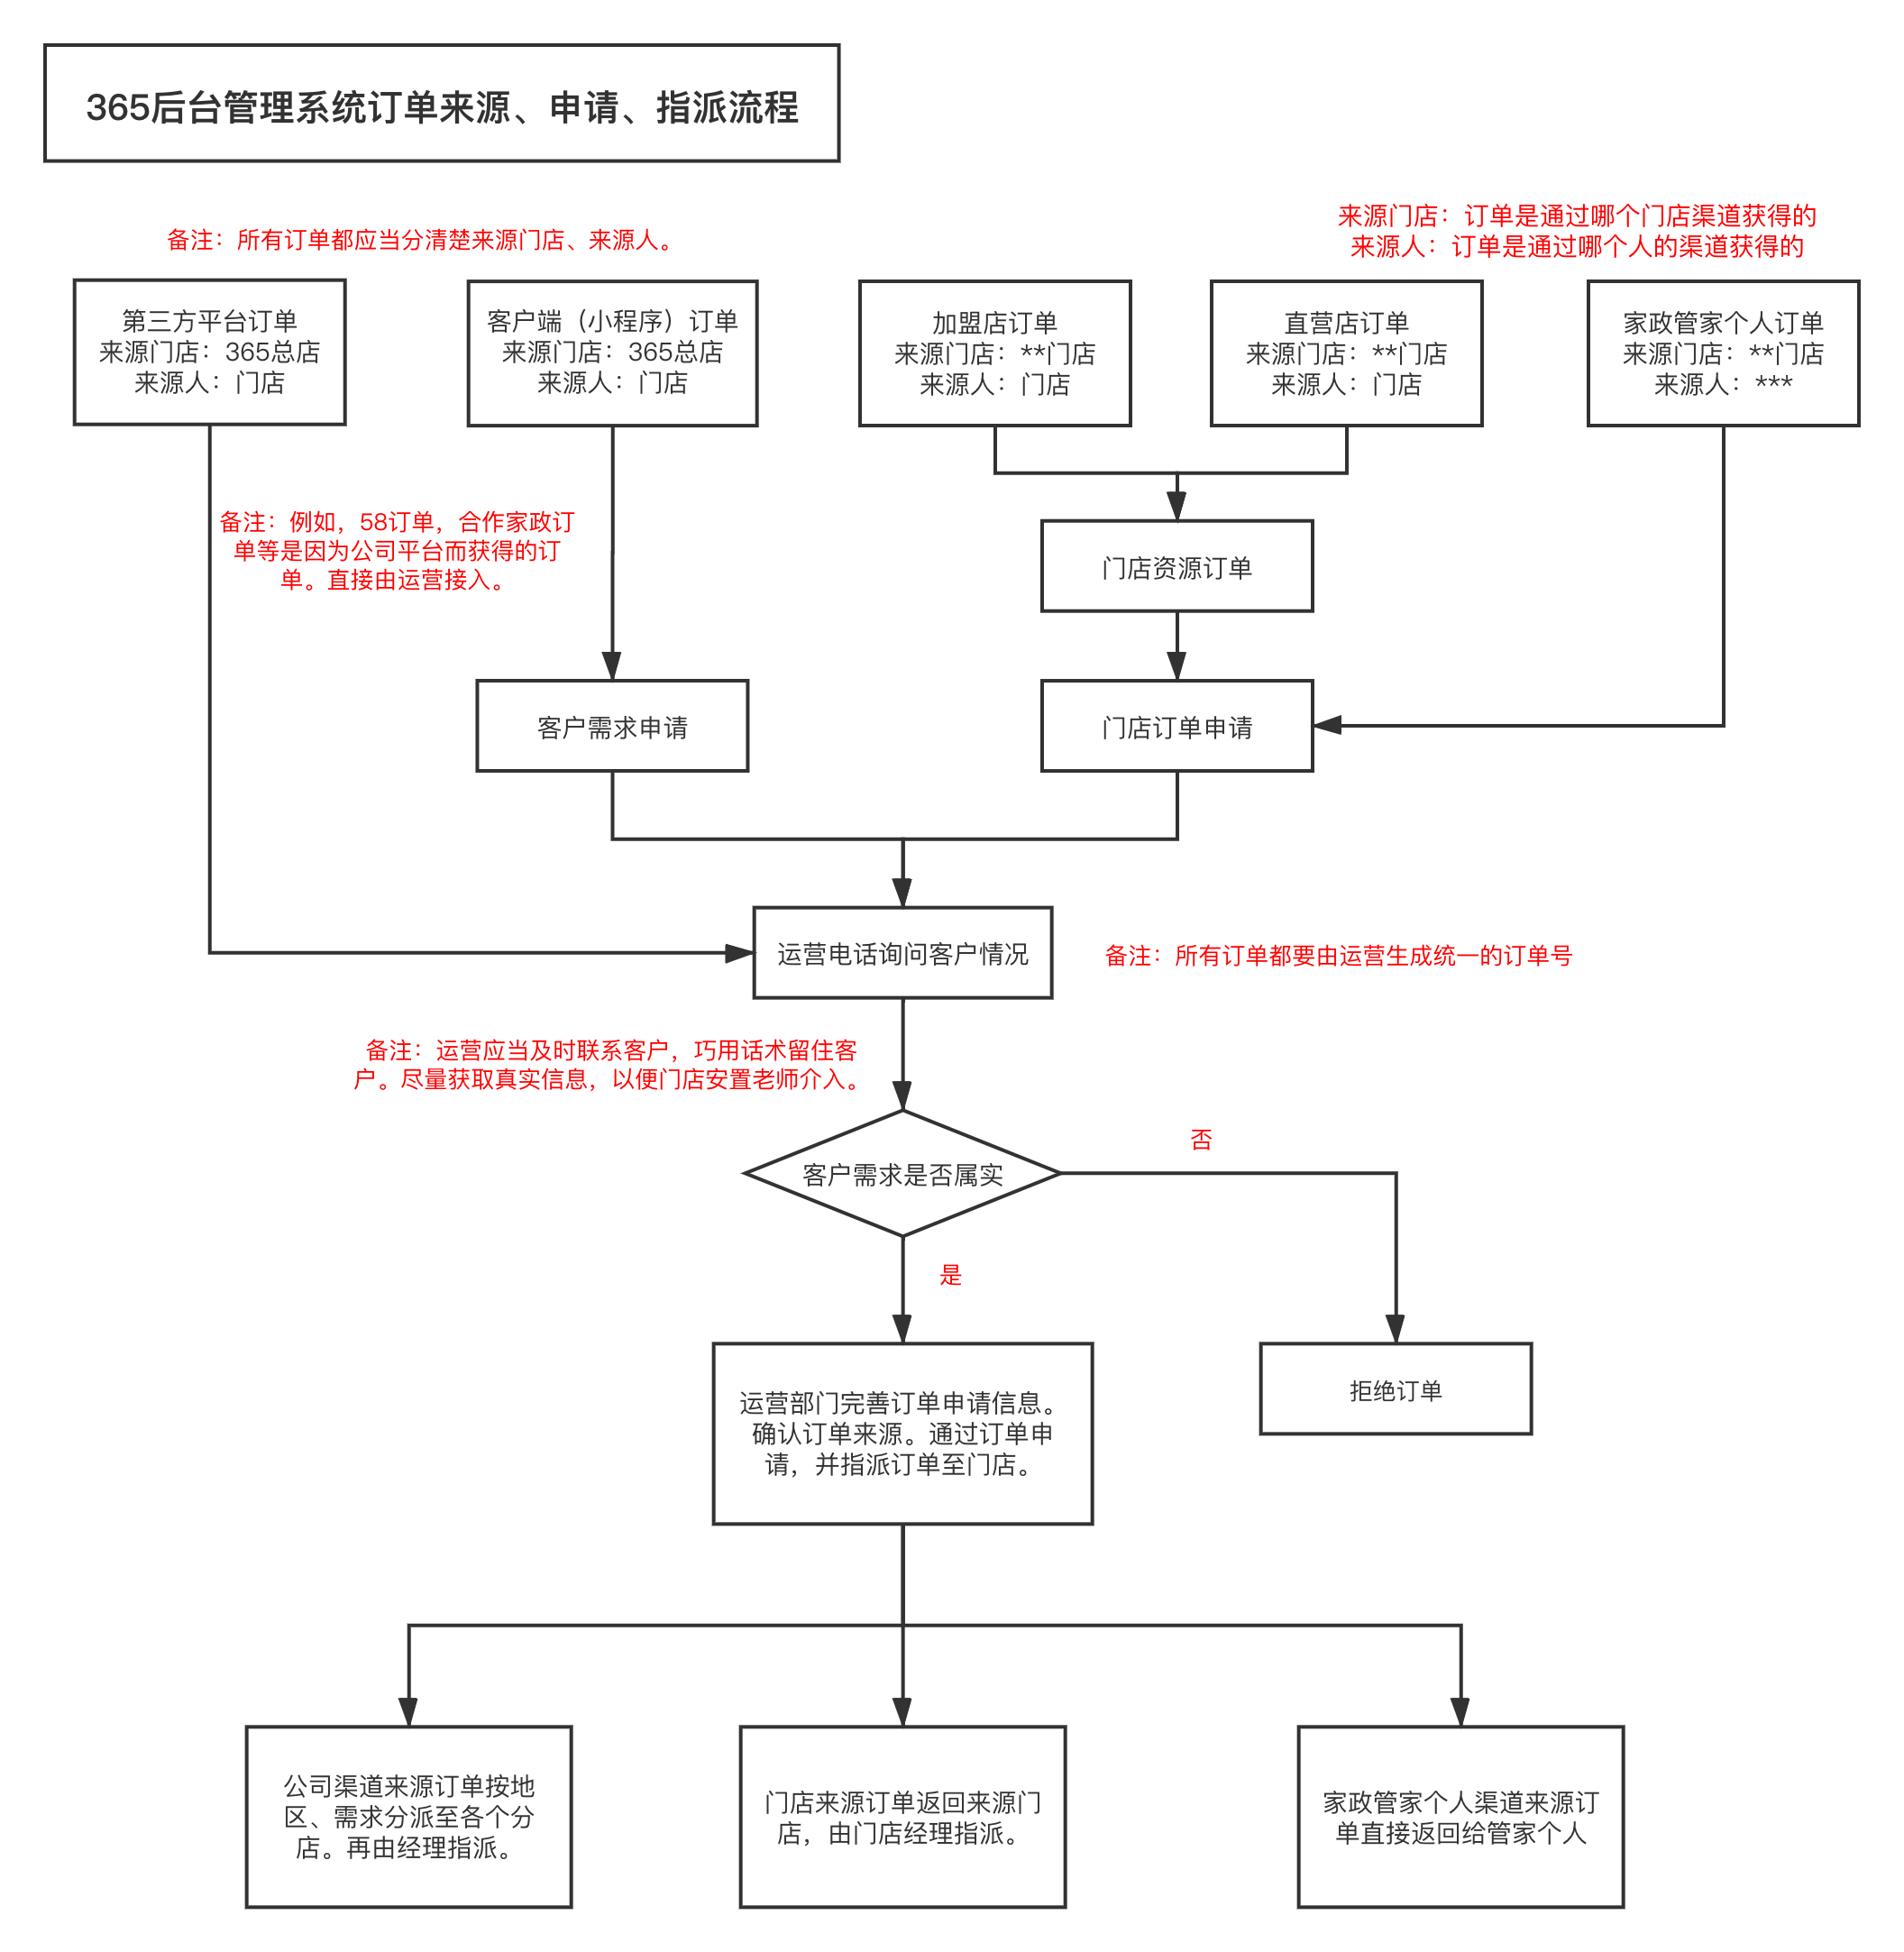 365后台管理系统订单来源、申请、指派流程
备注：所有订单都应当分清楚来源门店、来源人。
来源门店：订单是通过哪个门店渠道获得的
来源人：订单是通过哪个人的渠道获得的
第三方平台订单
来源门店：365总店
来源人：门店
客户端（小程序）订单
来源门店：365总店
来源人：门店
加盟店订单
来源门店：**门店
来源人：门店
直营店订单
来源门店：**门店
来源人：门店
家政管家个人订单
来源门店：**门店
来源人：***
备注：例如，58订单，合作家政订
单等是因为公司平台而获得的订
单。直接由运营接入。
门店资源订单
客户需求申请
门店订单申请
运营电话询问客户情况
备注：所有订单都要由运营生成统一的订单号
备注：运营应当及时联系客户，巧用话术留住客
户。尽量获取真实信息，以便门店安置老师介入。
否
客户需求是否属实
是
运营部门完善订单申请信息。
确认订单来源。通过订单申
请，并指派订单至门店。
拒绝订单
公司渠道来源订单按地
区、需求分派至各个分
店。再由经理指派。
门店来源订单返回来源门
店，由门店经理指派。
家政管家个人渠道来源订
单直接返回给管家个人